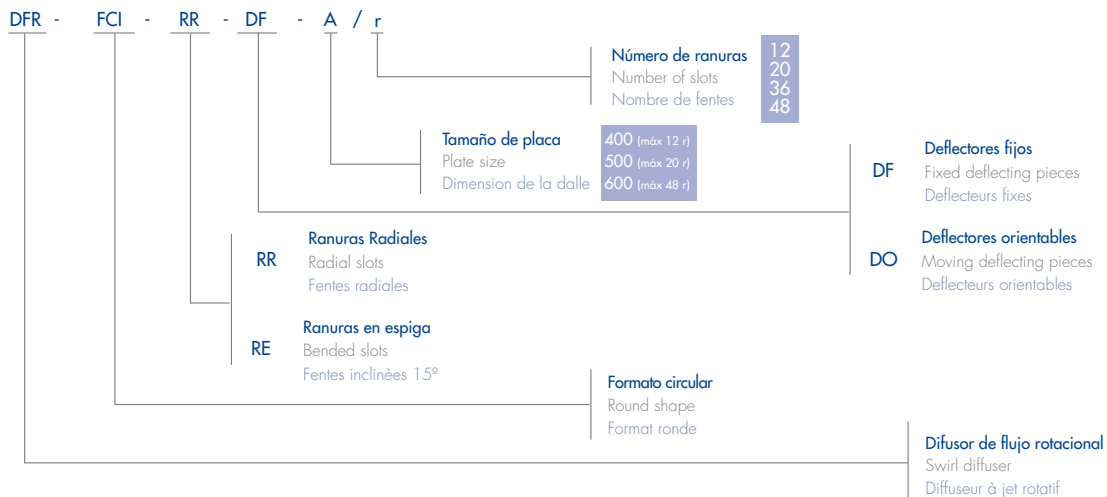 DFR - FCI - RR - DF - A / r
Número de ranuras
Number of slots
Nombre de fentes
12
20
36
48
Tamaño de placa
Plate size
Dimension de la dalle
400 (máx 12 r)
500 (máx 20 r)
600 (máx 48 r)
DF
Deflectores fijos
Fixed deflecting pieces
Deflecteurs fixes
DO
Deflectores orientables
Moving deflecting pieces
Deflecteurs orientables
RR
Ranuras Radiales
Radial slots
Fentes radiales
RE
Ranuras en espiga
Bended slots
Fentes inclinèes 15º
Formato circular
Round shape
Format ronde
Difusor de flujo rotacional
Swirl diffuser
Diffuseur à jet rotatif